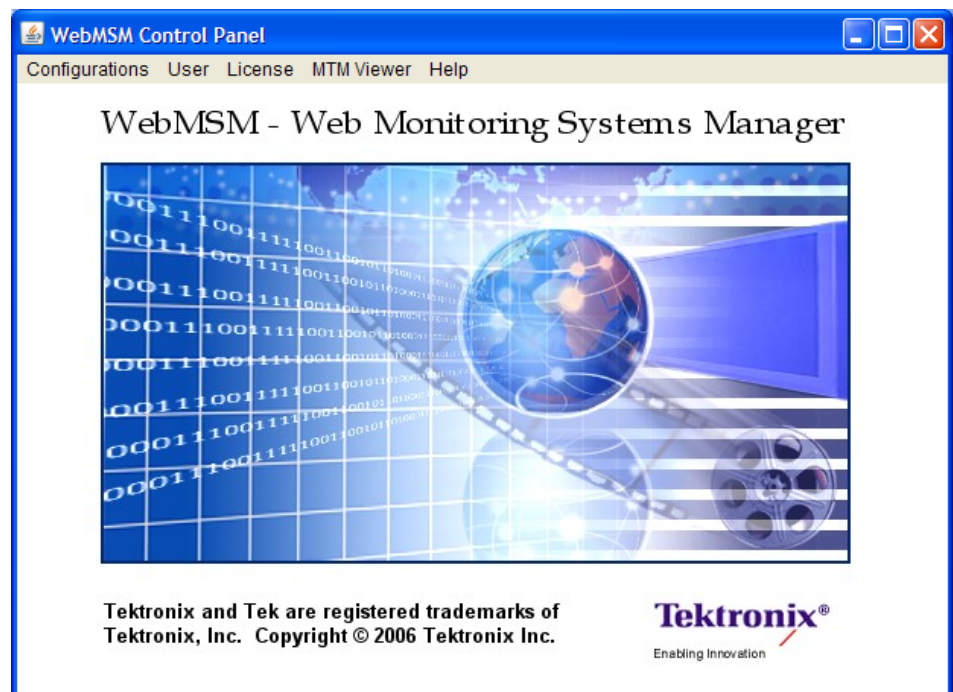 WebMSM Control Panel
Configurations User License MTM Viewer Help
WebMSM - Web Monitoring Systems Manager
Tektronix and Tek are registered trademarks of
Tektronix, Inc. Copyright © 2006 Tektronix Inc.
Tektronix®
Enabling Innovation